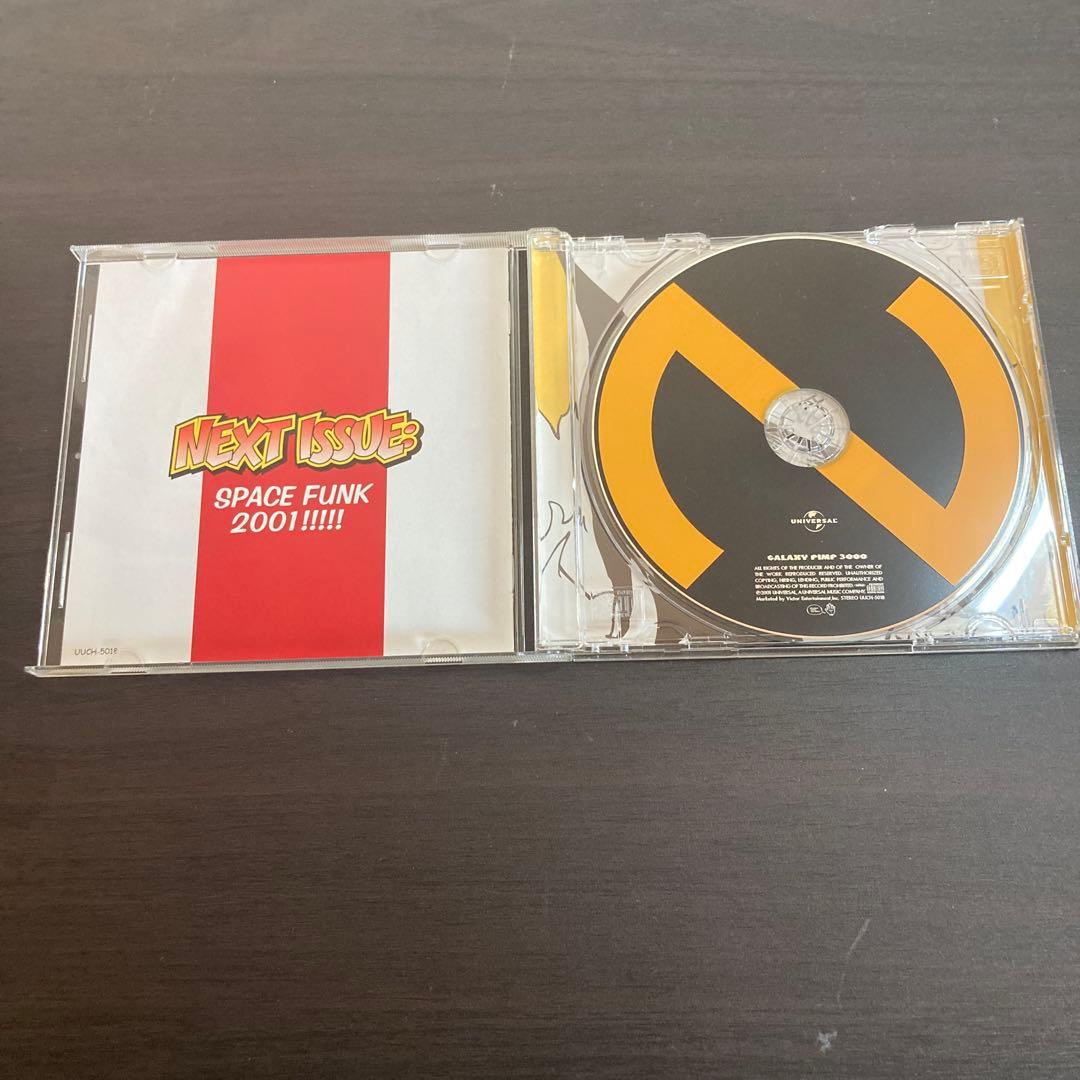 NEXT ISSUE:
SPACE FUNK
2001!!!!!
UUCH-5018
UNIVERSAL
GALAXY PIMP 3000
ALL RIGHTS OF THE PRODUCER AND OF THE OWNER OF
THE WORK REPRODUCED RESERVED. UNAUTHORIZED
COPYING, HIRING, LENDING, PUBLIC PERFORMANCE AND
BROADCASTING OF THIS RECORD PROHIBITED.
℗2001 UNIVERSAL, A UNIVERSAL MUSIC COMPANY.
Marketed by Victor Entertainment, Inc. STEREO UUCH-5018